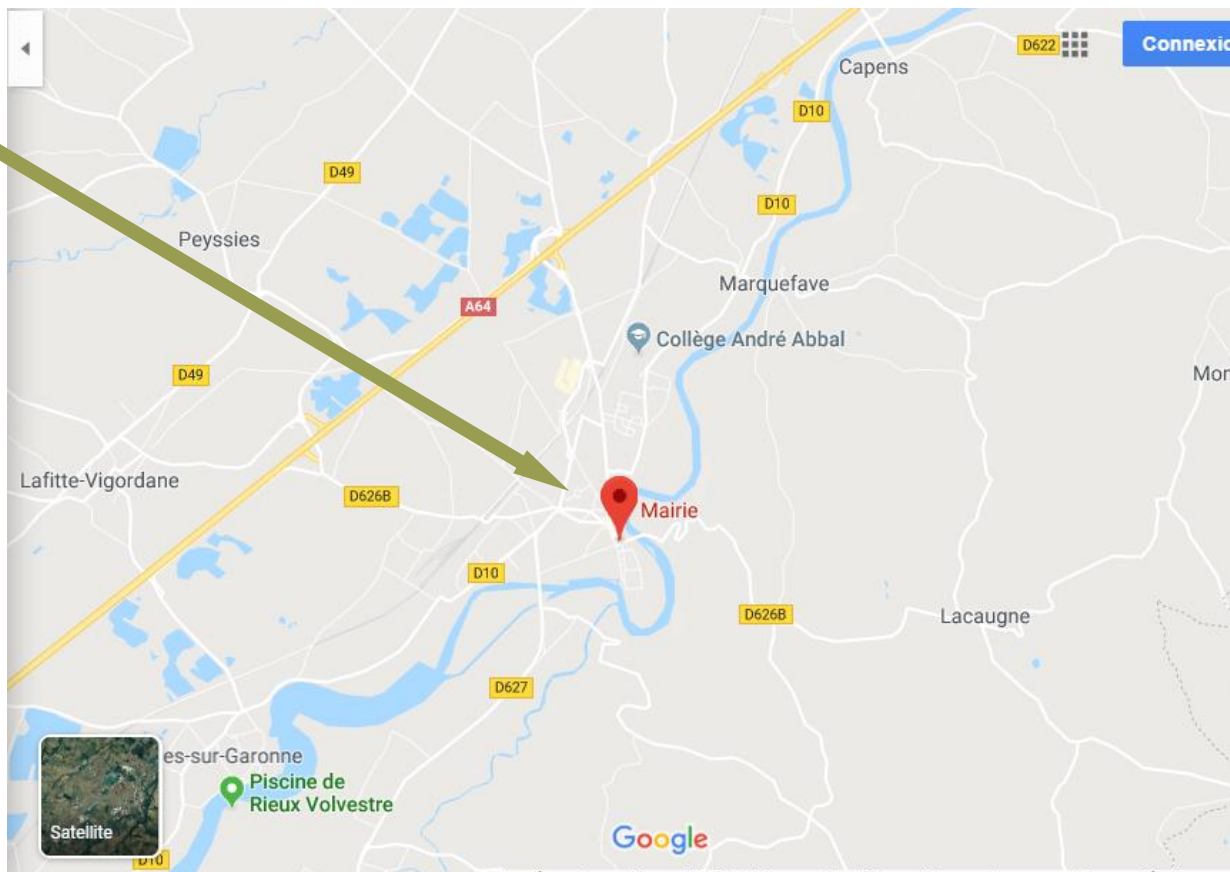 D622
Connexio
Capens
D10
D49
D10
Peyssies
Marquefave
A64
Collège André Abbal
D49
Mor
Lafitte-Vigordane
D626B
Mairie
D10
D626B
Lacaugne
D627
es-sur-Garonne
Piscine de
Rieux Volvestre
Satellite
Google
D10